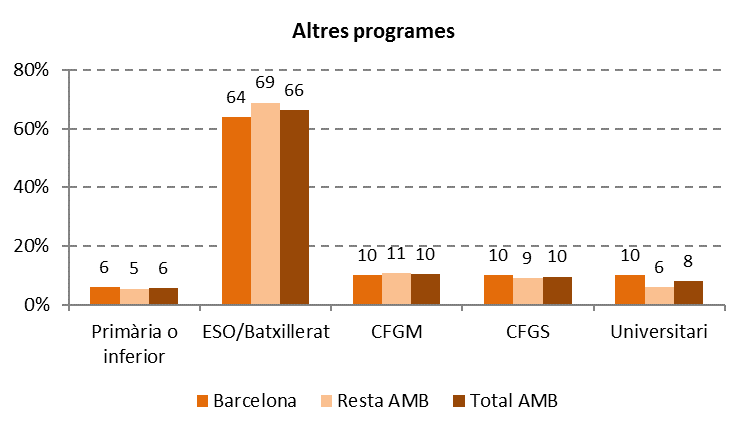 Altres programes
80%
60%
40%
20%
0%
6 5 6
64 69 66
10 11 10
10 9 10
10 6 8
Primària o
inferior
ESO/Batxillerat
CFGM
CFGS
Universitari
Barcelona
Resta AMB
Total AMB